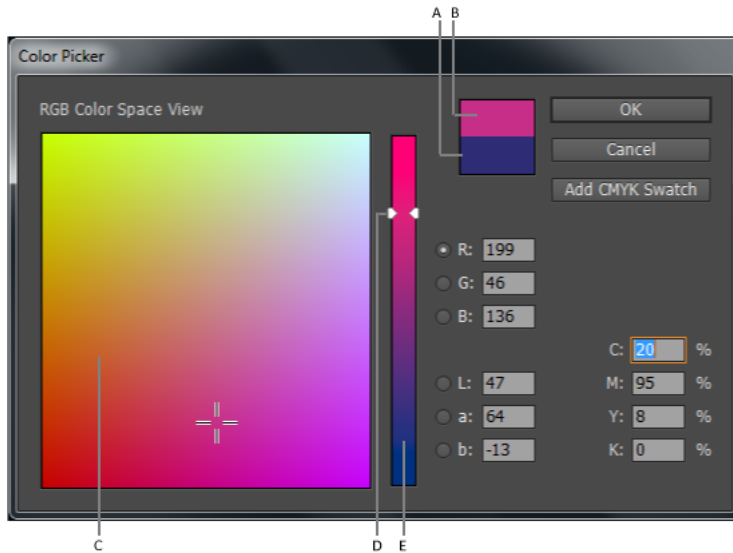 A B
Color Picker
RGB Color Space View
OK
Cancel
Add CMYK Swatch
R: 199
G: 46
B: 136
C: 20 %
L: 47 M: 95 %
a: 64 Y: 8 %
b: -13 K: 0 %
C D E